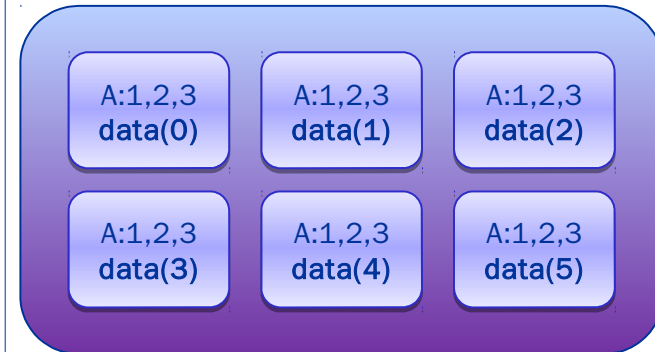 A:1,2,3
data(0)
A:1,2,3
data(1)
A:1,2,3
data(2)
A:1,2,3
data(3)
A:1,2,3
data(4)
A:1,2,3
data(5)